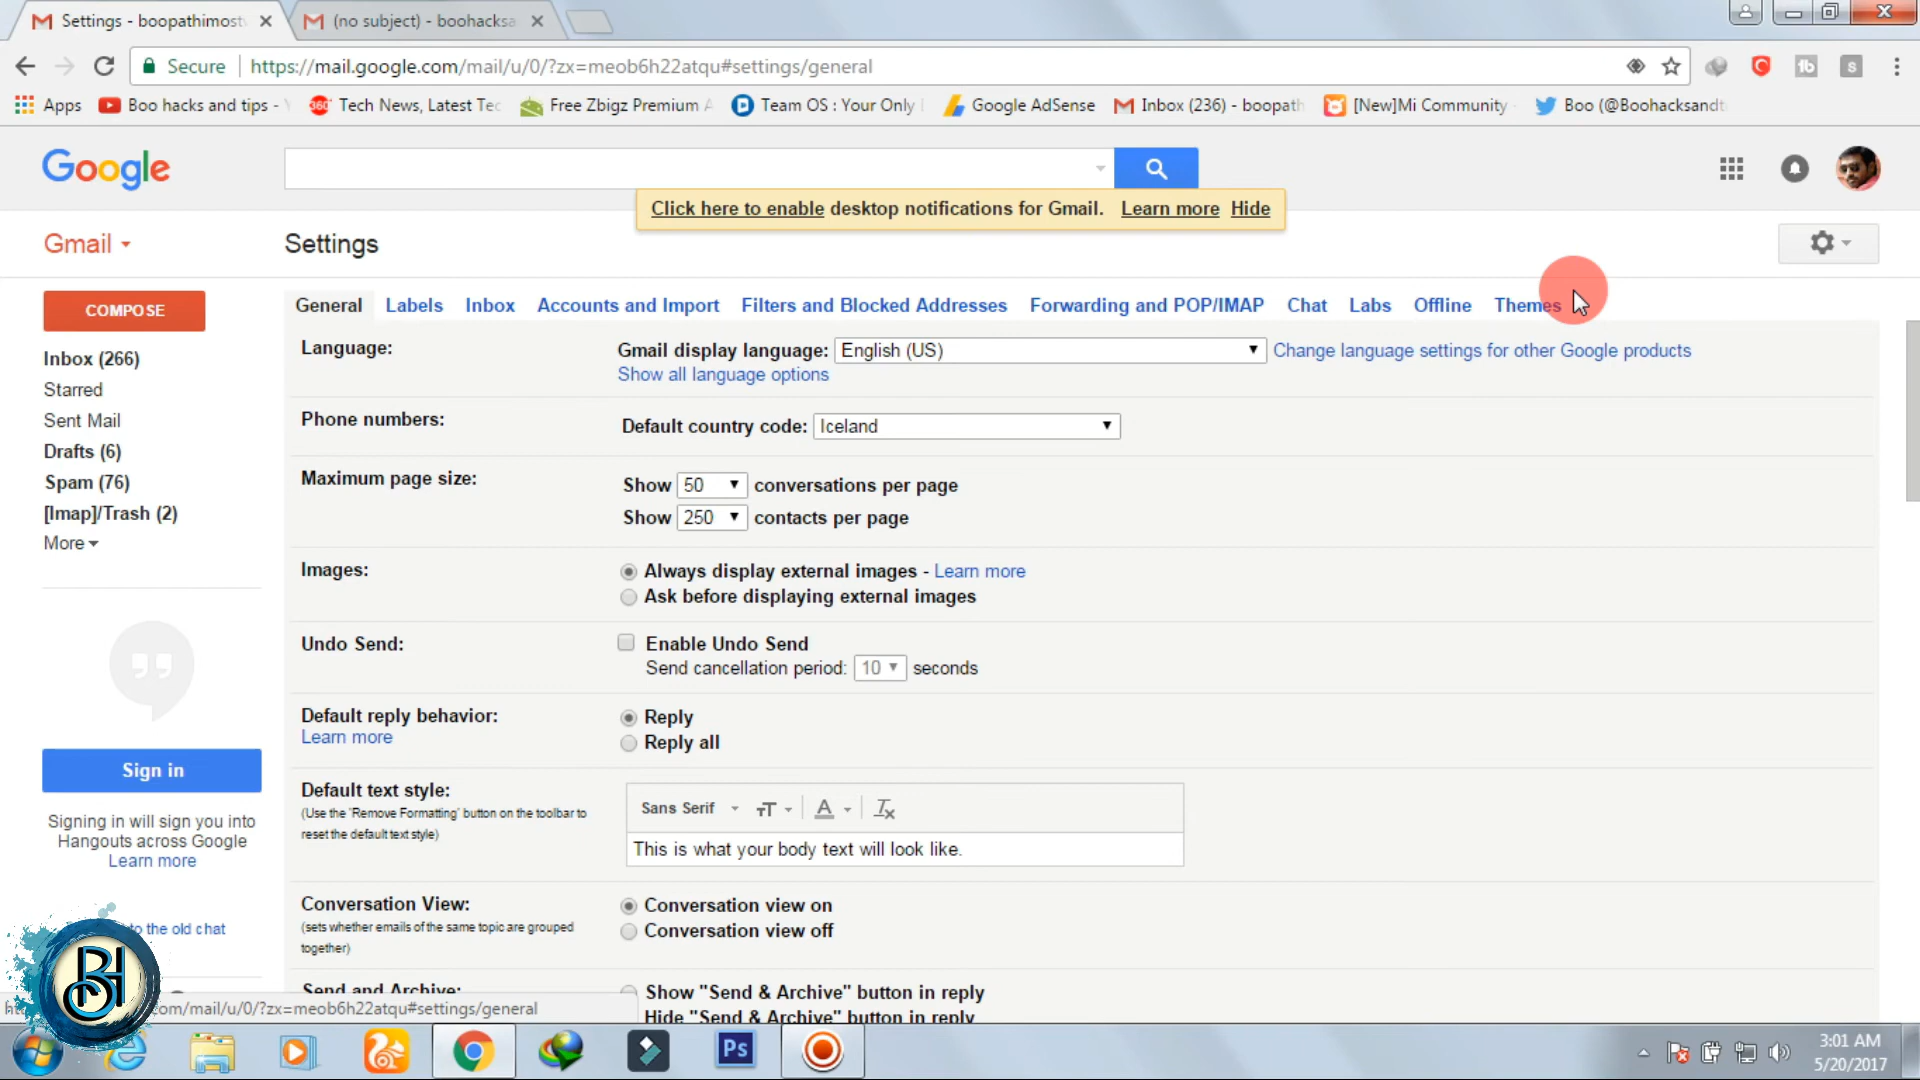 Settings - boopathimost
(no subject) - boohacksa
Secure https://mail.google.com/mail/u/0/?zx=meob6h22atqu#settings/general
Apps Boo hacks and tips - Tech News, Latest Tec Free Zbigz Premium A Team OS : Your Only Google AdSense Inbox (236) - boopath [New]Mi Community Boo (@Boohacksandt
Google
Click here to enable desktop notifications for Gmail. Learn more Hide
Gmail
Settings
COMPOSE
Inbox (266)
Starred
Sent Mail
Drafts (6)
Spam (76)
[Imap]/Trash (2)
More
Sign in
Signing in will sign you into
Hangouts across Google
Learn more
to the old chat
General Labels Inbox Accounts and Import Filters and Blocked Addresses Forwarding and POP/IMAP Chat Labs Offline Themes
Language:
Gmail display language: English (US) Change language settings for other Google products
Show all language options
Phone numbers:
Default country code: Iceland
Maximum page size:
Show 50 conversations per page
Show 250 contacts per page
Images:
Always display external images - Learn more
Ask before displaying external images
Undo Send:
Enable Undo Send
Send cancellation period: 10 seconds
Default reply behavior:
Learn more
Reply
Reply all
Default text style:
(Use the 'Remove Formatting' button on the toolbar to
reset the default text style)
Sans Serif
This is what your body text will look like.
Conversation View:
(sets whether emails of the same topic are grouped
together)
Conversation view on
Conversation view off
Send and Archive:
Show "Send & Archive" button in reply
Hide "Send & Archive" button in reply
com/mail/u/0/?zx=meob6h22atqu#settings/general
BH
Ps
3:01 AM
5/20/2017